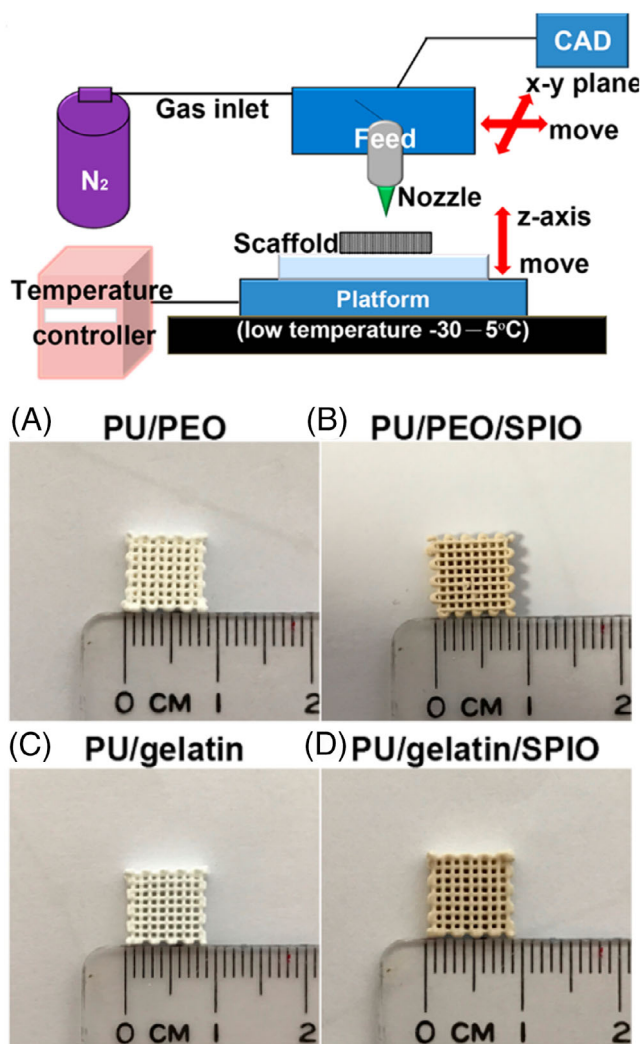 CAD
x-y plane
Gas inlet
move
Feed
N₂
Nozzle
z-axis
Scaffold
move
Temperature
controller
Platform
(low temperature -30 – 5°C)
(A) PU/PEO
(B) PU/PEO/SPIO
0 CM 1 2
0 CM 1 2
(C) PU/gelatin
(D) PU/gelatin/SPIO
0 CM 1 2
0 CM 1 2